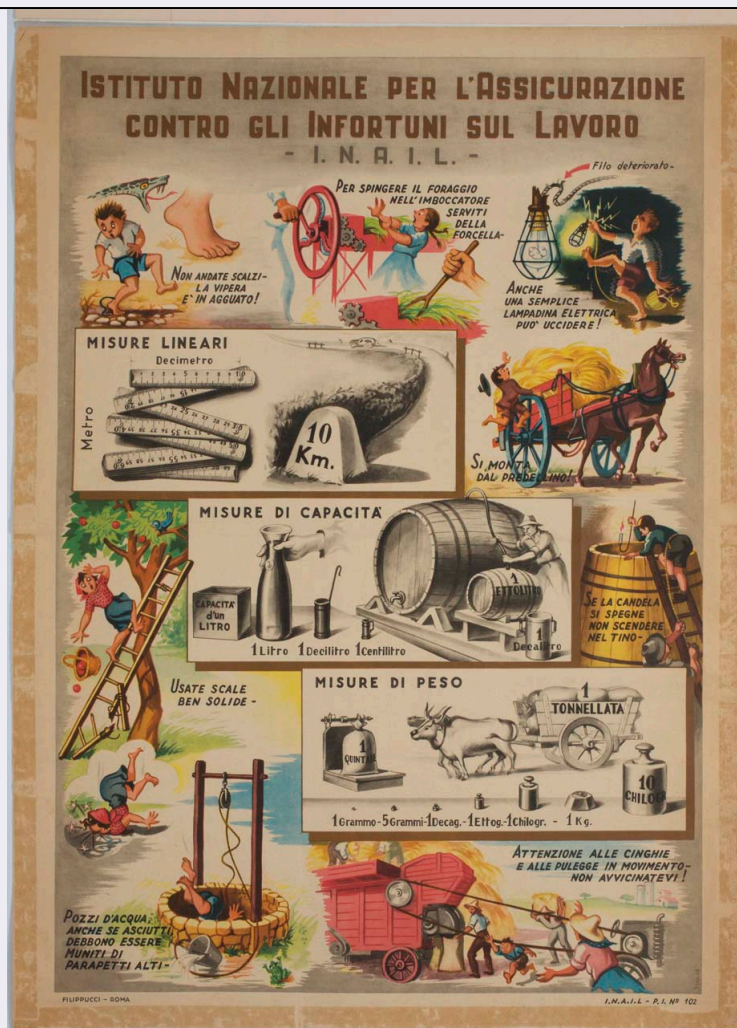 ISTITUTO NAZIONALE PER L'ASSICURAZIONE
CONTRO GLI INFORTUNI SUL LAVORO
- I. N. A. I. L. -
Filo deteriorato-
PER SPINGERE IL FORAGGIO
NELL'IMBOCCATORE
SERVITI
DELLA
FORCELLA-
NON ANDATE SCALZI-
LA VIPERA
E' IN AGGUATO!
ANCHE
UNA SEMPLICE
LAMPADINA ELETTRICA
PUO' UCCIDERE!
MISURE LINEARI
Decimetro
Metro
10
Km.
SI MONTA
DAL PREDELLINO!
MISURE DI CAPACITA'
CAPACITA'
d'un
LITRO
1 Litro 1 Decilitro 1 Centilitro
1
ETTOLITRO
1
Decalitro
SE LA CANDELA
SI SPEGNE
NON SCENDERE
NEL TINO-
USATE SCALE
BEN SOLIDE -
MISURE DI PESO
1
QUINTALE
1
TONNELLATA
10
CHILOGR.
1 Grammo - 5 Grammi - 1 Decag. - 1 Ettog. - 1 Chilogr. - 1 Kg.
ATTENZIONE ALLE CINGHIE
E ALLE PULEGGE IN MOVIMENTO-
NON AVVICINATEVI!
POZZI D'ACQUA,
ANCHE SE ASCIUTTI,
DEBBONO ESSERE
MUNITI DI
PARAPETTI ALTI-
FILIPPUCCI - ROMA
I.N.A.I.L - P.I. Nº 102